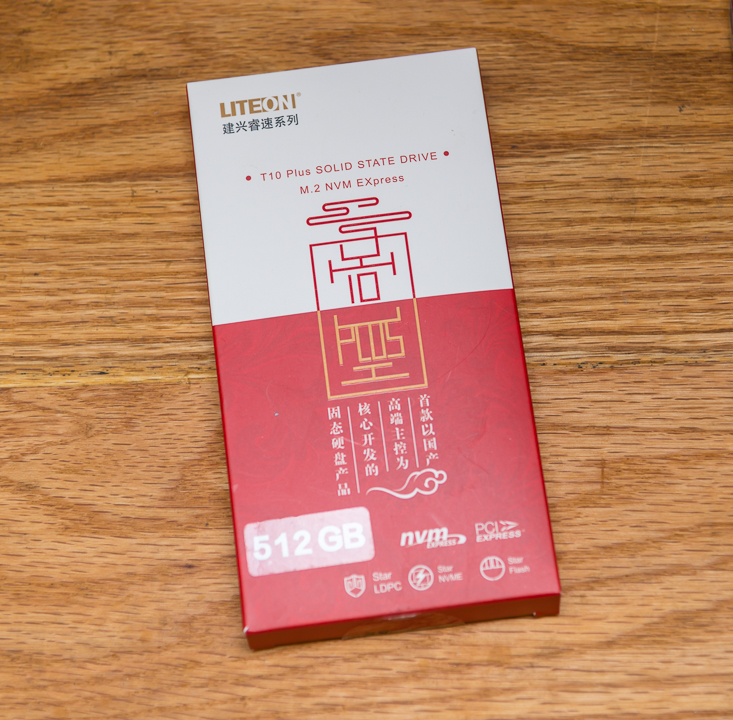 LITEON®
建兴睿速系列
• T10 Plus SOLID STATE DRIVE •
M.2 NVM EXpress
T10
PLUS
首款以国产
高端主控为
核心开发的
固态硬盘产品
512 GB
nvm
EXPRESS
PCI
EXPRESS®
Star
LDPC
Star
NVME
Star
Flash